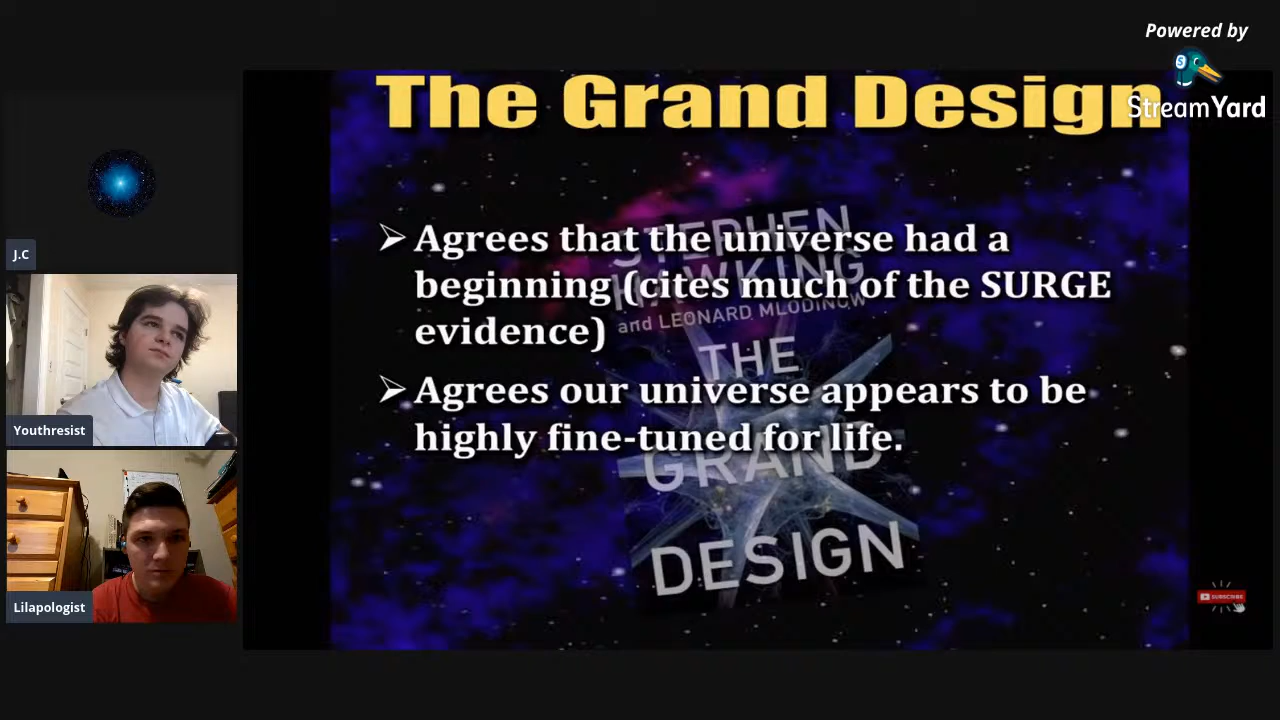 Powered by
StreamYard
The Grand Design
Agrees that the universe had a
beginning (cites much of the SURGE
evidence)
Agrees our universe appears to be
highly fine-tuned for life.
STEPHEN
HAWKING
and LEONARD MLODINOW
THE
GRAND
DESIGN
J.C
Youthresist
Lilapologist
SUBSCRIBE